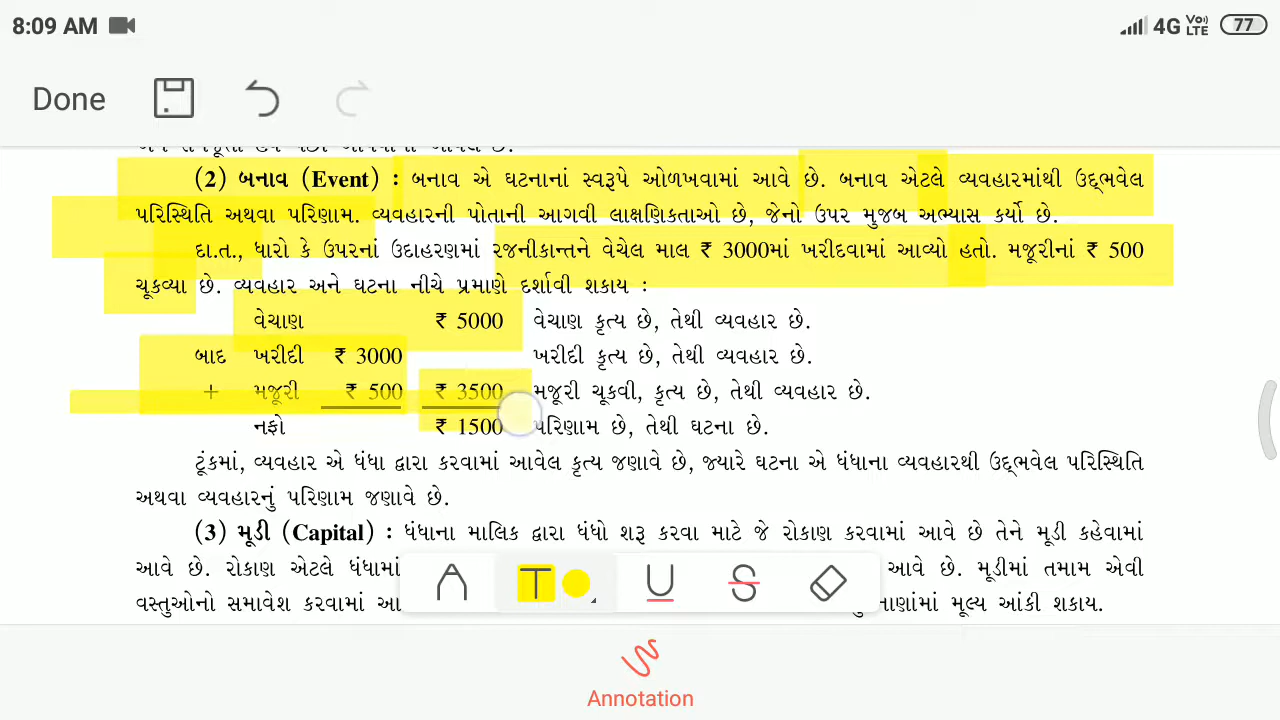 8:09 AM 4G VoLTE 77
Done
(2) બનાવ (Event) : બનાવ એ ઘટનાનાં સ્વરૂપે ઓળખવામાં આવે છે. બનાવ એટલે વ્યવહારમાંથી ઉદ્ભવેલ
પરિસ્થિતિ અથવા પરિણામ. વ્યવહારની પોતાની આગવી લાક્ષણિકતાઓ છે, જેનો ઉપર મુજબ અભ્યાસ કર્યો છે.
દા.ત., ધારો કે ઉપરનાં ઉદાહરણમાં રજનીકાન્તને વેચેલ માલ ₹ 3000માં ખરીદવામાં આવ્યો હતો. મજૂરીનાં ₹ 500
ચૂકવ્યા છે. વ્યવહાર અને ઘટના નીચે પ્રમાણે દર્શાવી શકાય :
વેચાણ ₹ 5000 વેચાણ કૃત્ય છે, તેથી વ્યવહાર છે.
બાદ ખરીદી ₹ 3000 ખરીદી કૃત્ય છે, તેથી વ્યવહાર છે.
+ મજૂરી ₹ 500 ₹ 3500 મજૂરી ચૂકવી, કૃત્ય છે, તેથી વ્યવહાર છે.
નફો ₹ 1500 પરિણામ છે, તેથી ઘટના છે.
ટૂંકમાં, વ્યવહાર એ ધંધા દ્વારા કરવામાં આવેલ કૃત્ય જણાવે છે, જ્યારે ઘટના એ ધંધાના વ્યવહારથી ઉદ્ભવેલ પરિસ્થિતિ
અથવા વ્યવહારનું પરિણામ જણાવે છે.
(3) મૂડી (Capital) : ધંધાના માલિક દ્વારા ધંધો શરૂ કરવા માટે જે રોકાણ કરવામાં આવે છે તેને મૂડી કહેવામાં
આવે છે. રોકાણ એટલે ધંધામાં આવે છે. મૂડીમાં તમામ એવી
વસ્તુઓનો સમાવેશ કરવામાં નાણાંમાં મૂલ્ય આંકી શકાય.
T U S
Annotation